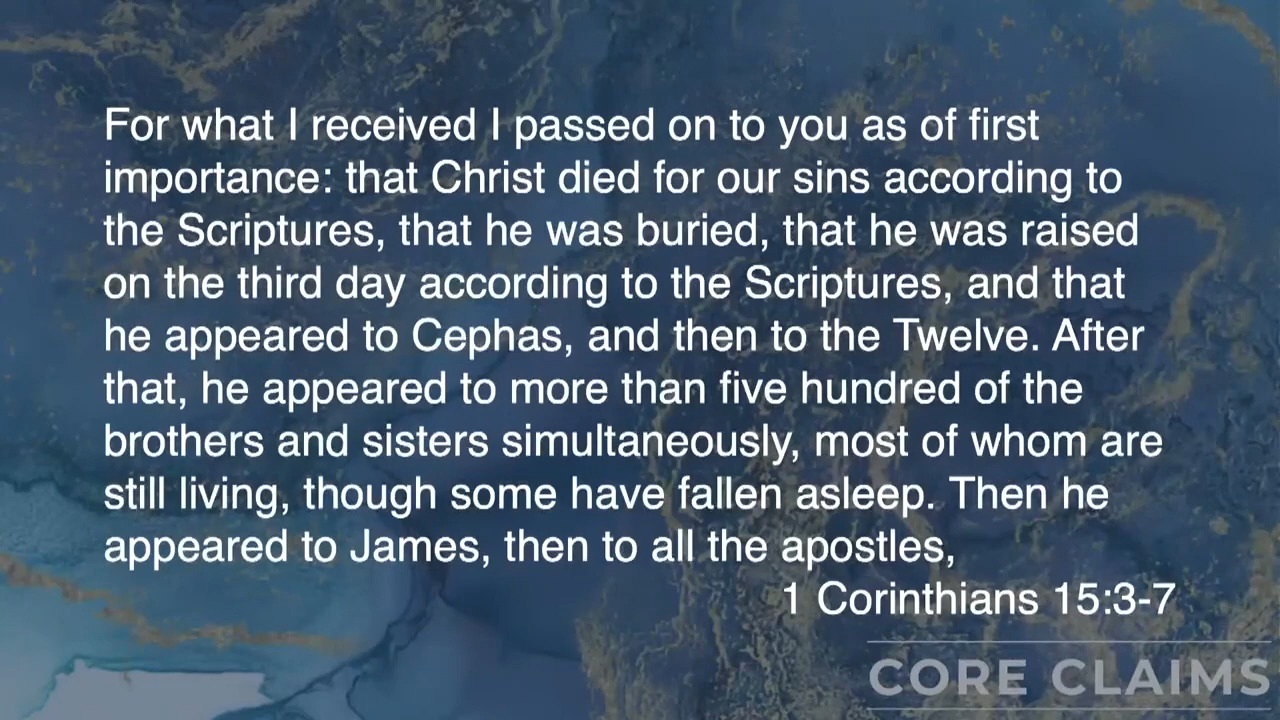 For what I received I passed on to you as of first
importance: that Christ died for our sins according to
the Scriptures, that he was buried, that he was raised
on the third day according to the Scriptures, and that
he appeared to Cephas, and then to the Twelve. After
that, he appeared to more than five hundred of the
brothers and sisters simultaneously, most of whom are
still living, though some have fallen asleep. Then he
appeared to James, then to all the apostles,
1 Corinthians 15:3-7
CORE CLAIMS